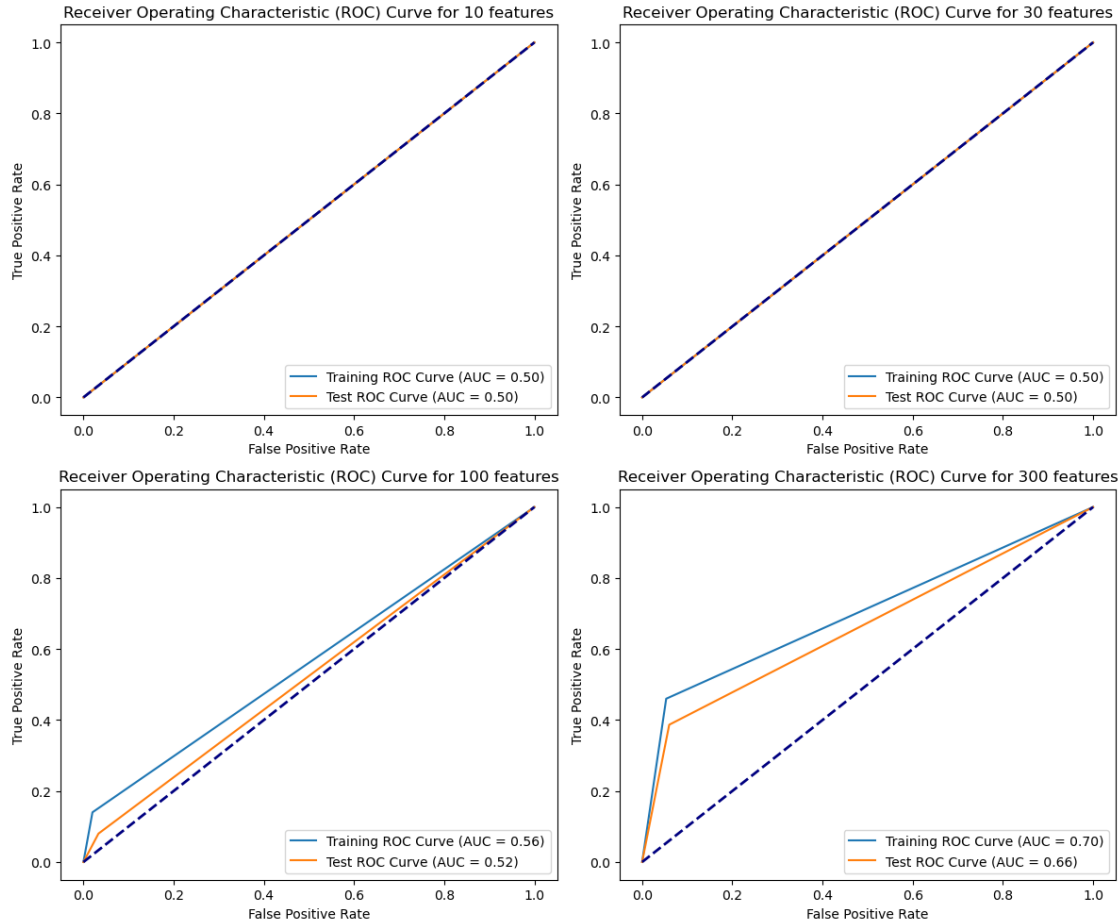 Receiver Operating Characteristic (ROC) Curve for 10 features
1.0
0.8
0.6
0.4
0.2
0.0
True Positive Rate
Training ROC Curve (AUC = 0.50)
Test ROC Curve (AUC = 0.50)
0.0 0.2 0.4 0.6 0.8 1.0
False Positive Rate
Receiver Operating Characteristic (ROC) Curve for 30 features
1.0
0.8
0.6
0.4
0.2
0.0
True Positive Rate
Training ROC Curve (AUC = 0.50)
Test ROC Curve (AUC = 0.50)
0.0 0.2 0.4 0.6 0.8 1.0
False Positive Rate
Receiver Operating Characteristic (ROC) Curve for 100 features
1.0
0.8
0.6
0.4
0.2
0.0
True Positive Rate
Training ROC Curve (AUC = 0.56)
Test ROC Curve (AUC = 0.52)
0.0 0.2 0.4 0.6 0.8 1.0
False Positive Rate
Receiver Operating Characteristic (ROC) Curve for 300 features
1.0
0.8
0.6
0.4
0.2
0.0
True Positive Rate
Training ROC Curve (AUC = 0.70)
Test ROC Curve (AUC = 0.66)
0.0 0.2 0.4 0.6 0.8 1.0
False Positive Rate